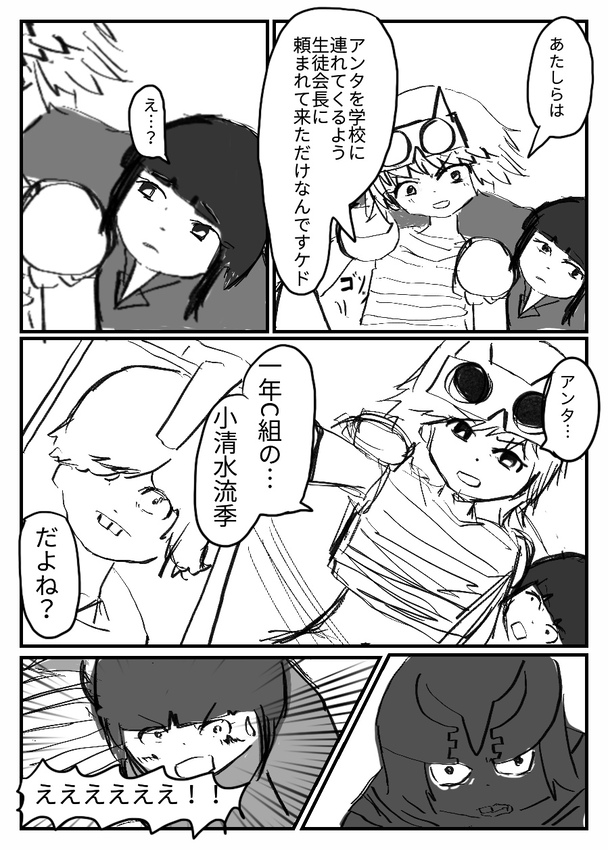 あたしらは
アンタを学校に
連れてくるよう
生徒会長に
頼まれて来ただけなんですケド
ゴソ
え…?
アンタ…
一年C組の…
小清水流季
だよね?
ええええええ!!